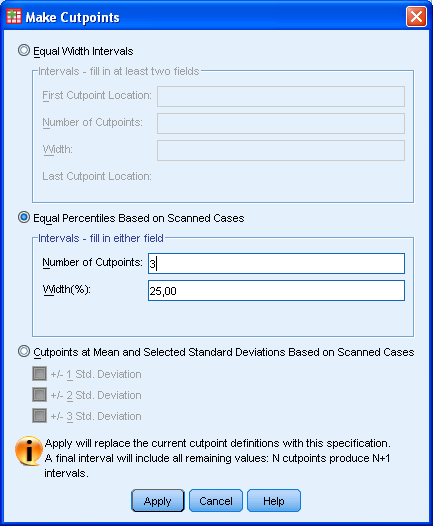 Make Cutpoints
Equal Width Intervals
Intervals - fill in at least two fields
First Cutpoint Location:
Number of Cutpoints:
Width:
Last Cutpoint Location:
Equal Percentiles Based on Scanned Cases
Intervals - fill in either field
Number of Cutpoints: 3
Width(%): 25,00
Cutpoints at Mean and Selected Standard Deviations Based on Scanned Cases
+/- 1 Std. Deviation
+/- 2 Std. Deviation
+/- 3 Std. Deviation
Apply will replace the current cutpoint definitions with this specification.
A final interval will include all remaining values: N cutpoints produce N+1
intervals.
Apply Cancel Help